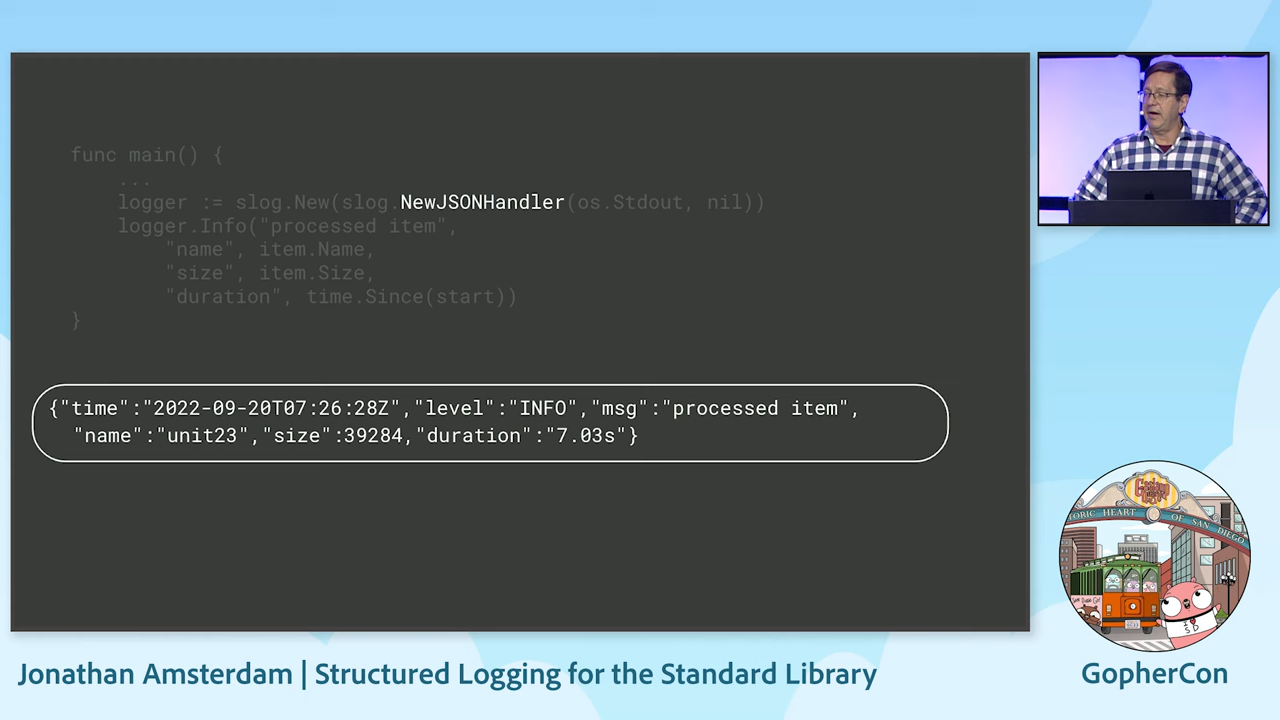 func main() {
...
logger := slog.New(slog.NewJSONHandler(os.Stdout, nil))
logger.Info("processed item",
"name", item.Name,
"size", item.Size,
"duration", time.Since(start))
}
{"time":"2022-09-20T07:26:28Z","level":"INFO","msg":"processed item",
"name":"unit23","size":39284,"duration":"7.03s"}
HISTORIC HEART OF SAN DIEGO
Jonathan Amsterdam | Structured Logging for the Standard Library
GopherCon